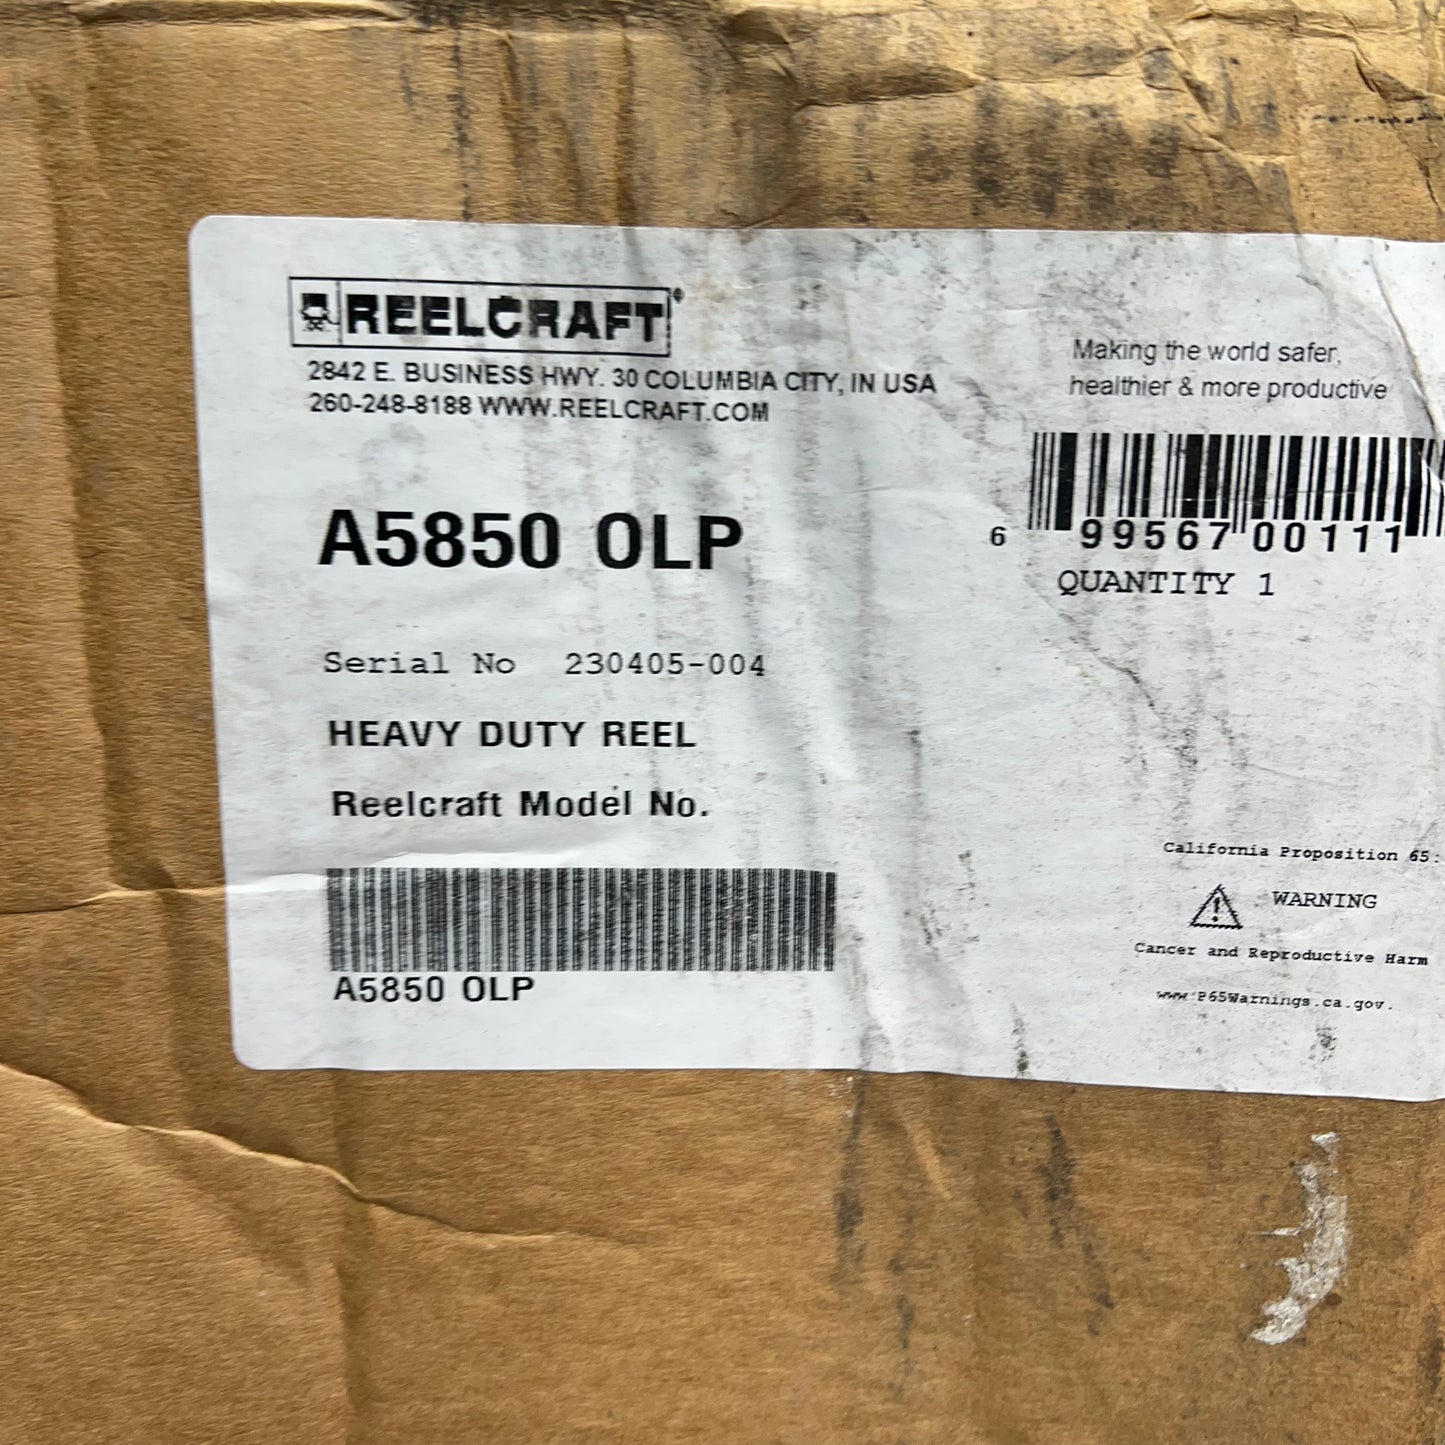 REELCRAFT®
2842 E. BUSINESS HWY. 30 COLUMBIA CITY, IN USA
260-248-8188 WWW.REELCRAFT.COM
Making the world safer,
healthier & more productive
A5850 OLP
6 99567 00111
QUANTITY 1
Serial No 230405-004
HEAVY DUTY REEL
Reelcraft Model No.
A5850 OLP
California Proposition 65:
WARNING
Cancer and Reproductive Harm
www.P65Warnings.ca.gov.